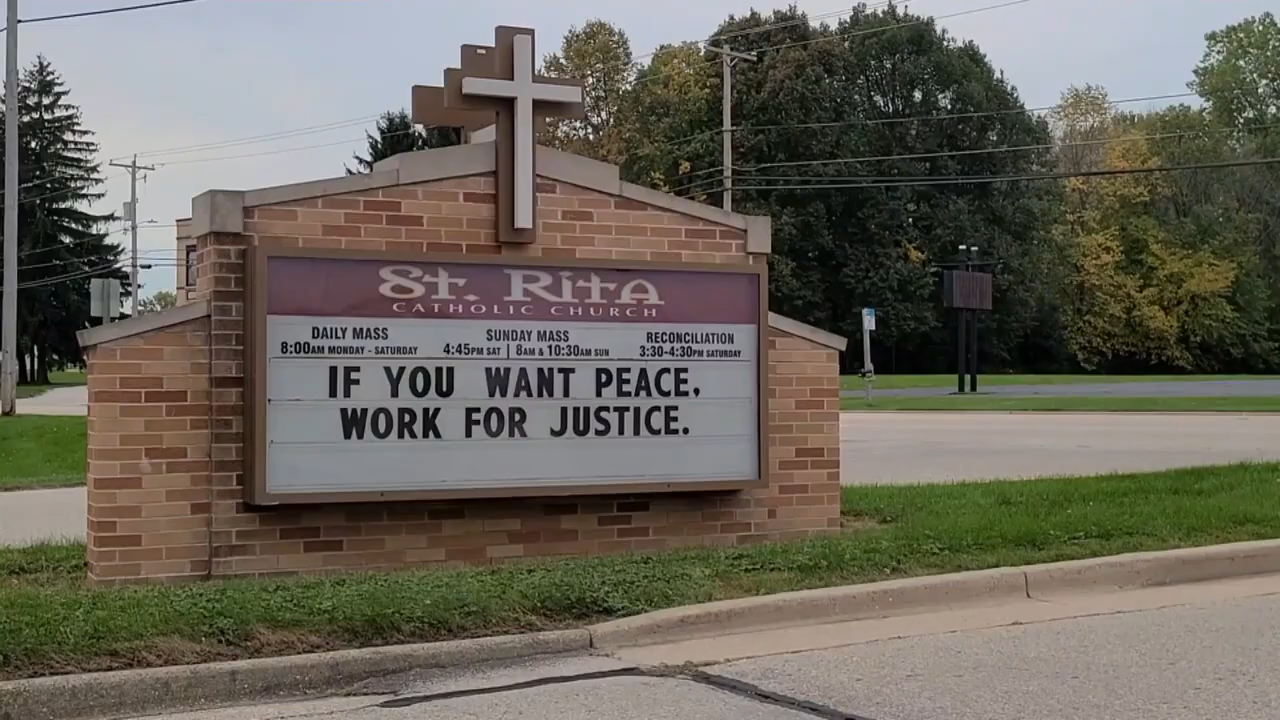 St. Rita
CATHOLIC CHURCH
DAILY MASS SUNDAY MASS RECONCILIATION
8:00AM MONDAY - SATURDAY 4:45PM SAT | 8AM & 10:30AM SUN 3:30-4:30PM SATURDAY
IF YOU WANT PEACE,
WORK FOR JUSTICE.